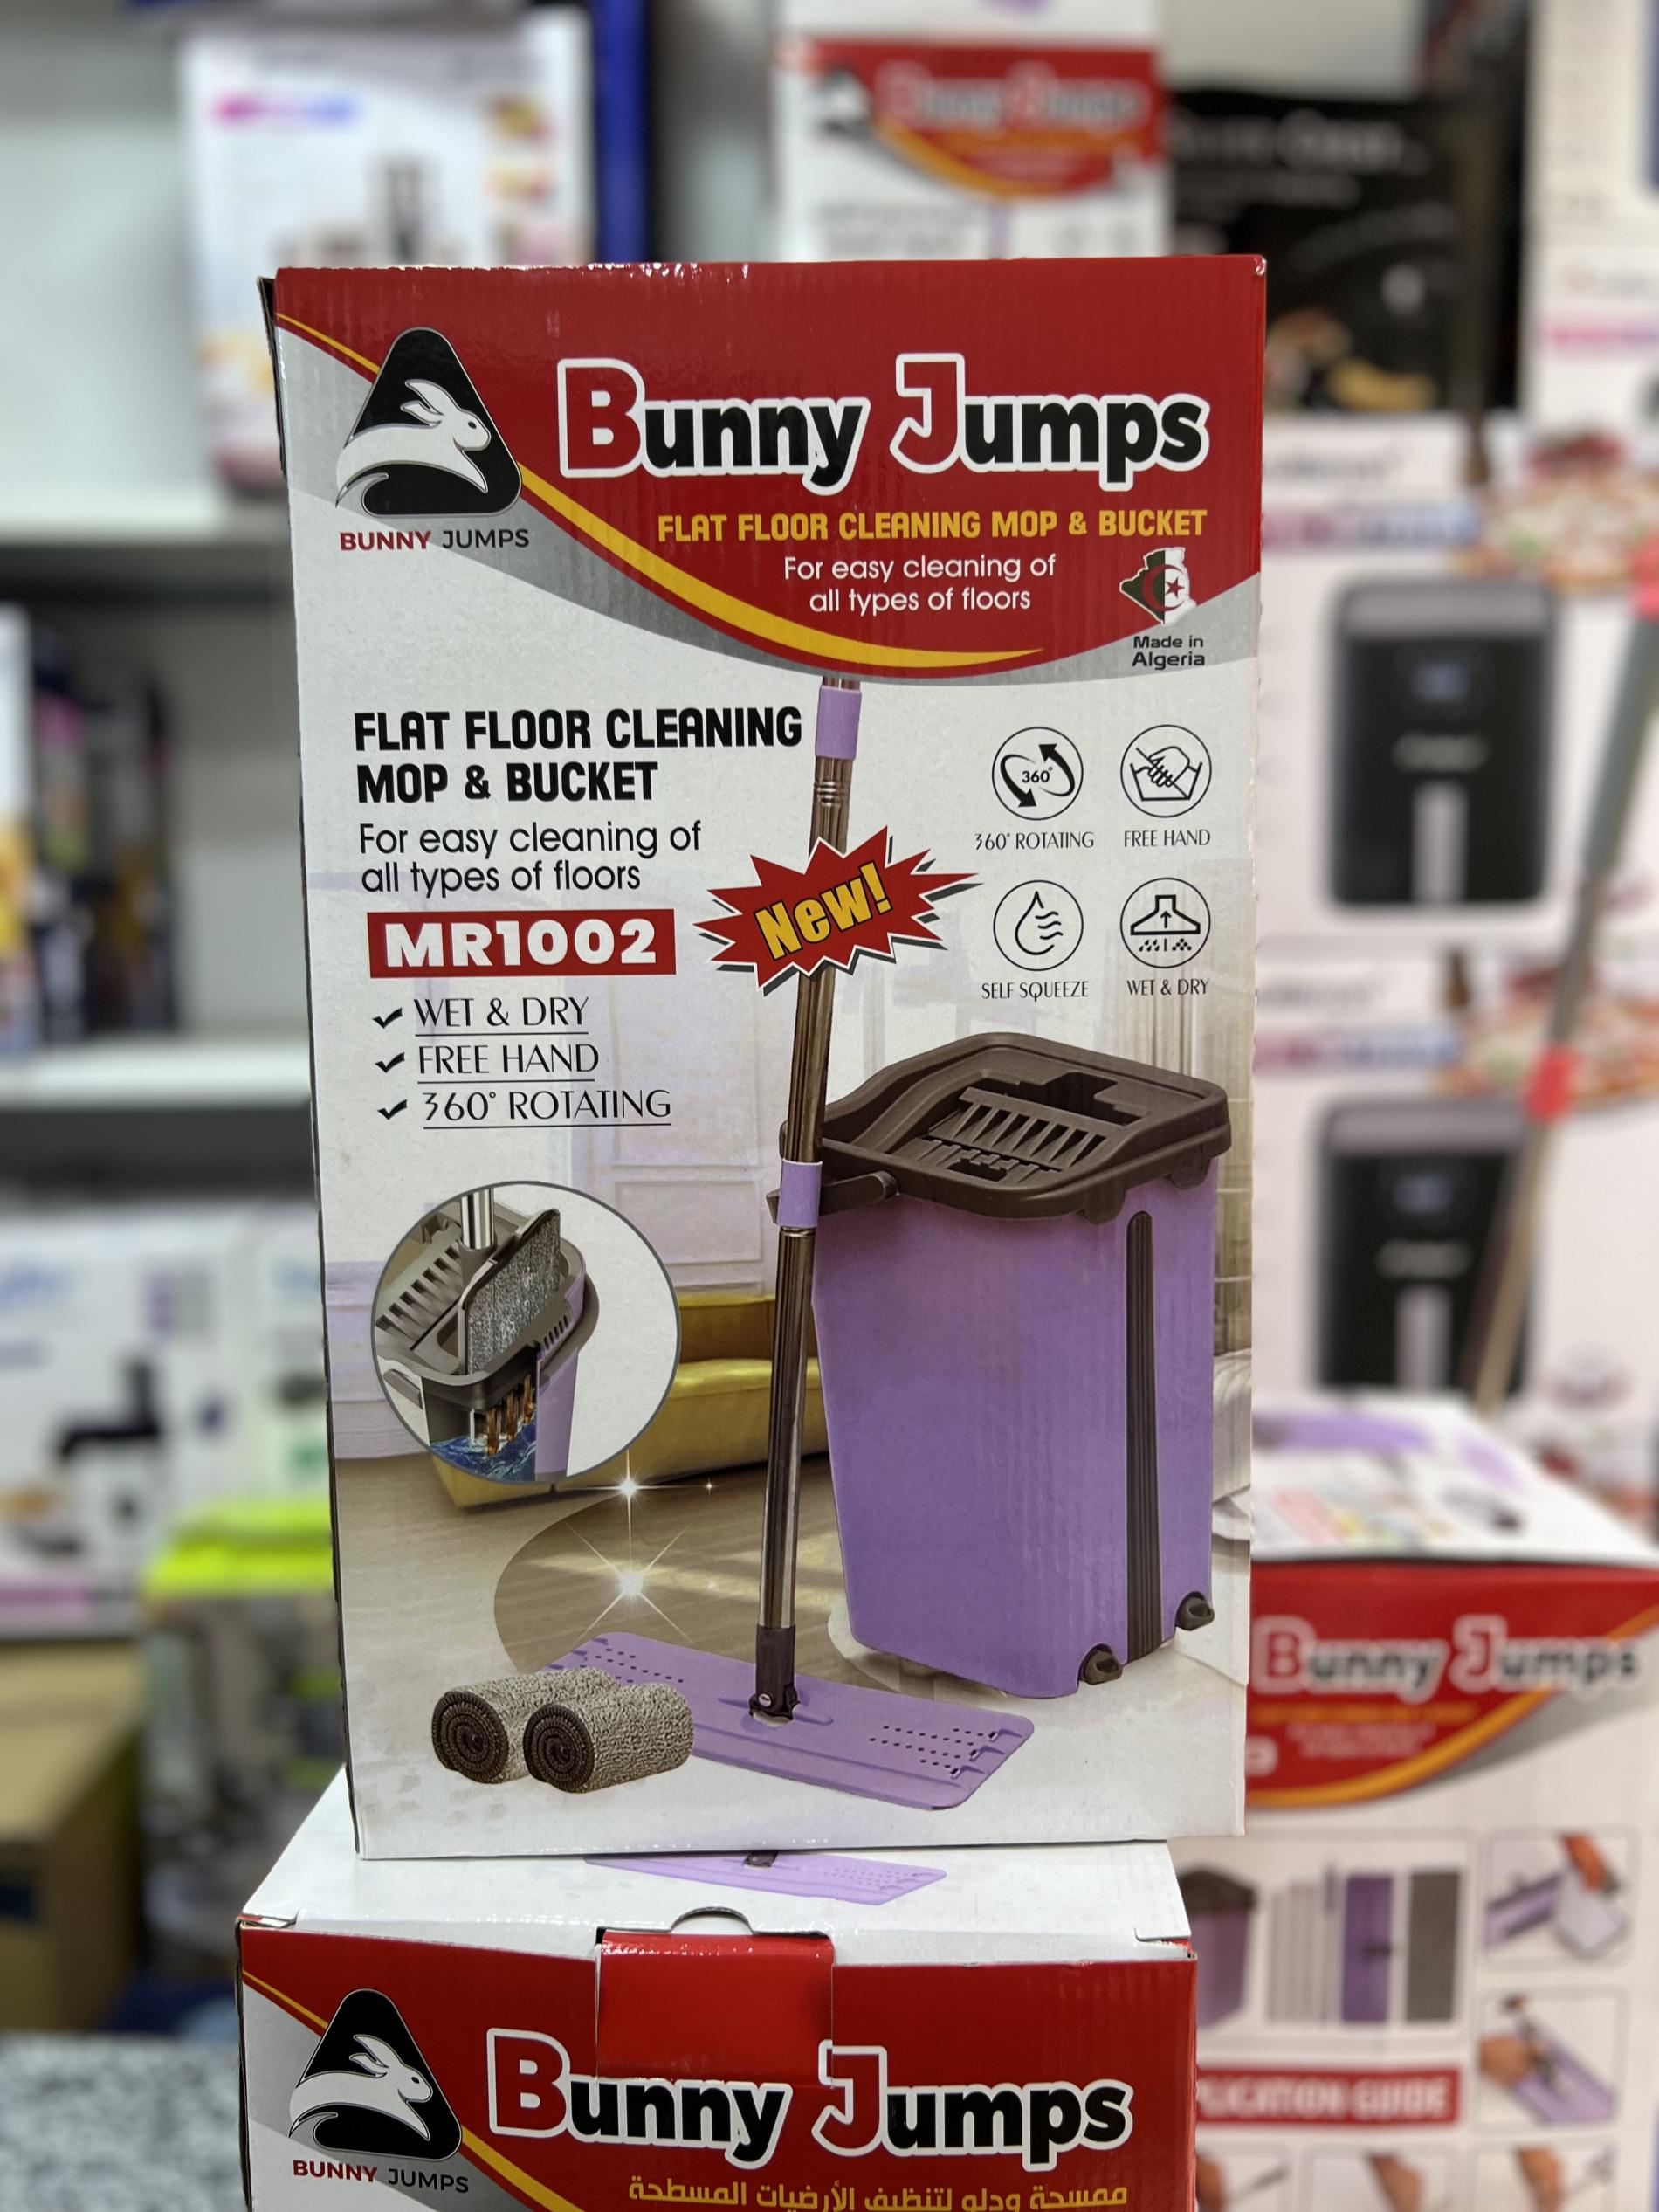 Bunny Jumps
BUNNY JUMPS
FLAT FLOOR CLEANING MOP & BUCKET
For easy cleaning of
all types of floors
Made in
Algeria
FLAT FLOOR CLEANING
MOP & BUCKET
For easy cleaning of
all types of floors
MR1002
WET & DRY
FREE HAND
360° ROTATING
New!
360°
360° ROTATING
FREE HAND
SELF SQUEEZE
WET & DRY
Bunny Jumps
BUNNY JUMPS
ممسحة ودلو لتنظيف الأرضيات المسطحة
Bunny Jumps
Bunny Jumps
GUIDE